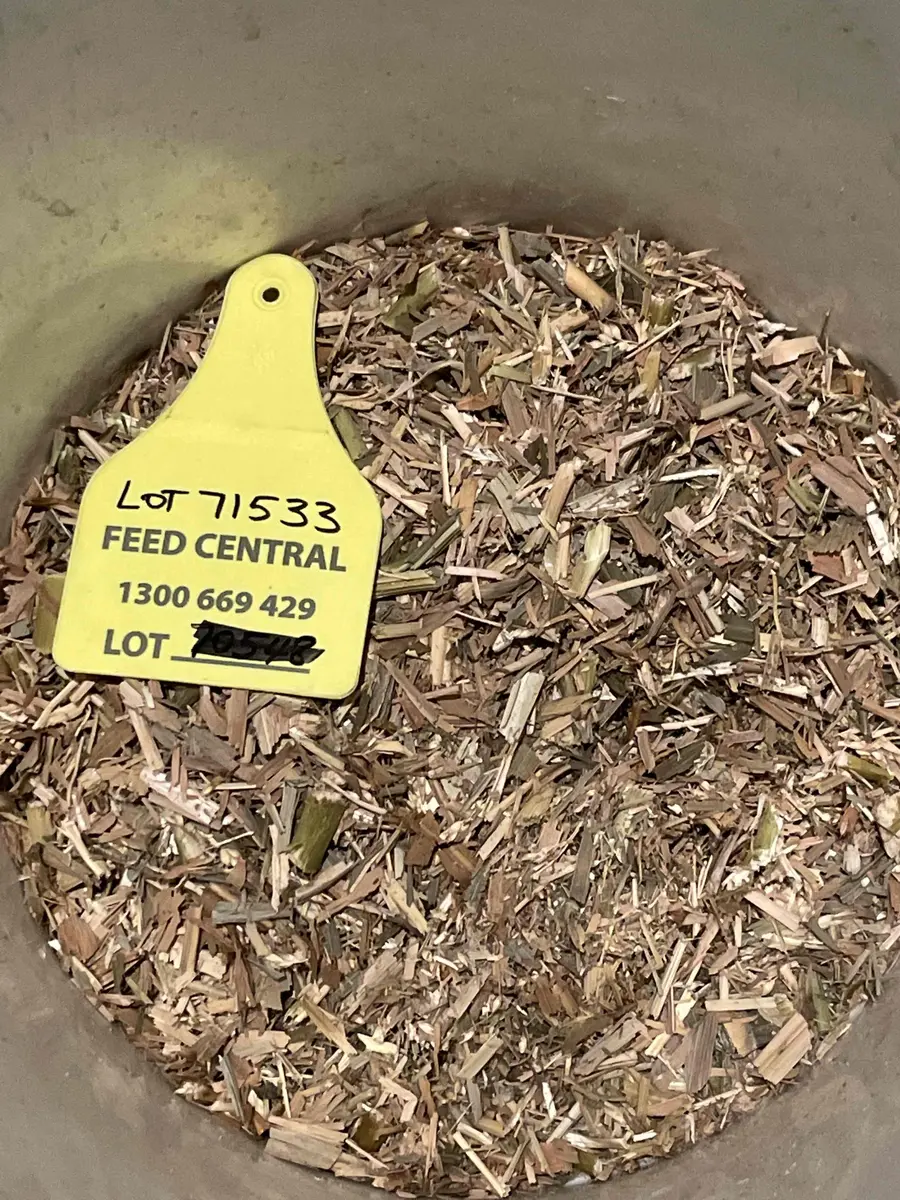 LOT 71533
FEED CENTRAL
1300 669 429
LOT